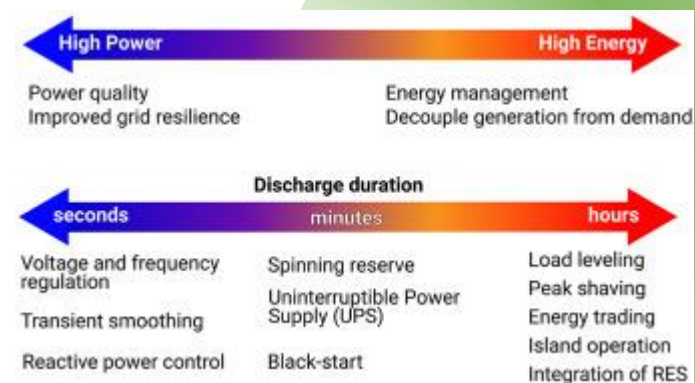 High Power High Energy
Power quality
Improved grid resilience
Energy management
Decouple generation from demand
Discharge duration
seconds minutes hours
Voltage and frequency
regulation
Transient smoothing
Reactive power control
Spinning reserve
Uninterruptible Power
Supply (UPS)
Black-start
Load leveling
Peak shaving
Energy trading
Island operation
Integration of RES